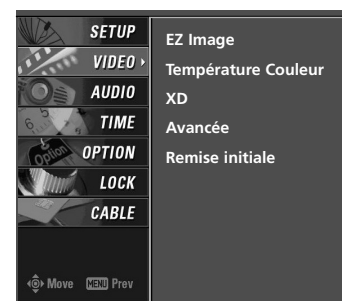 SETUP
VIDEO
AUDIO
TIME
OPTION
LOCK
CABLE
Move MENU Prev
EZ Image
Température Couleur
XD
Avancée
Remise initiale